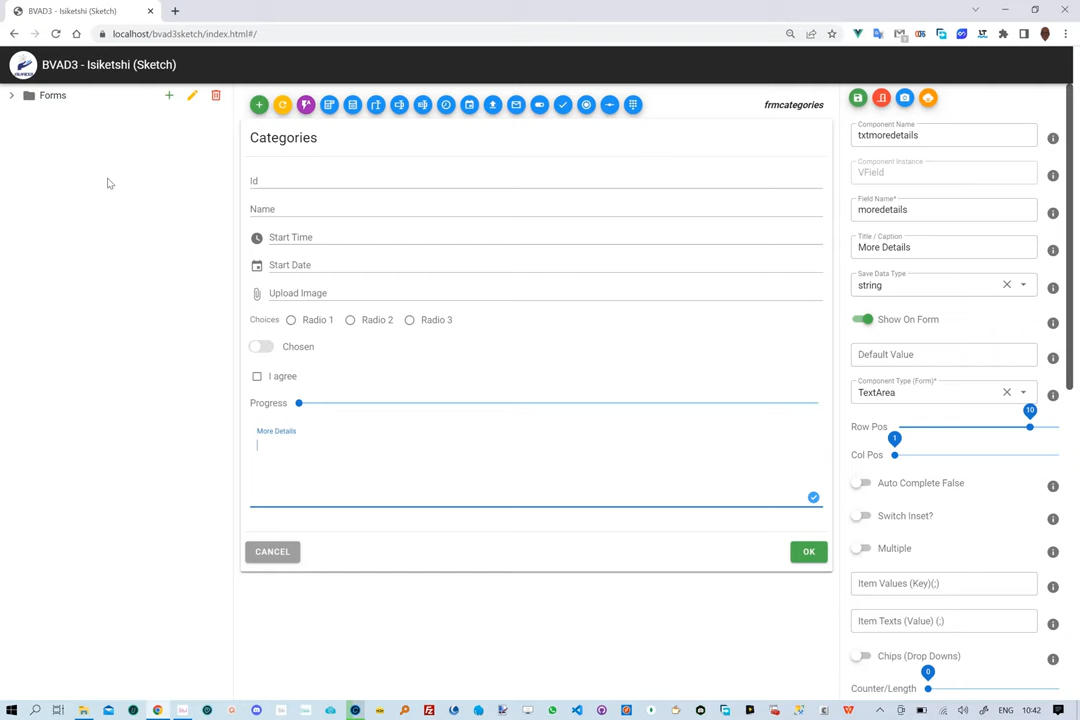 BVAD3 - Isiketshi (Sketch)
localhost/bvad3sketch/index.html#/
BVAD3 - Isiketshi (Sketch)
Forms
frmcategories
Categories
Id
Name
Start Time
Start Date
Upload Image
Choices Radio 1 Radio 2 Radio 3
Chosen
I agree
Progress
More Details
CANCEL OK
Component Name
txtmoredetails
Component Instance
VField
Field Name*
moredetails
Title / Caption
More Details
Save Data Type
string
Show On Form
Default Value
Component Type (Form)*
TextArea
10
Row Pos
1
Col Pos
Auto Complete False
Switch Inset?
Multiple
Item Values (Key)(;)
Item Texts (Value) (;)
Chips (Drop Downs)
0
Counter/Length
ENG 10:42